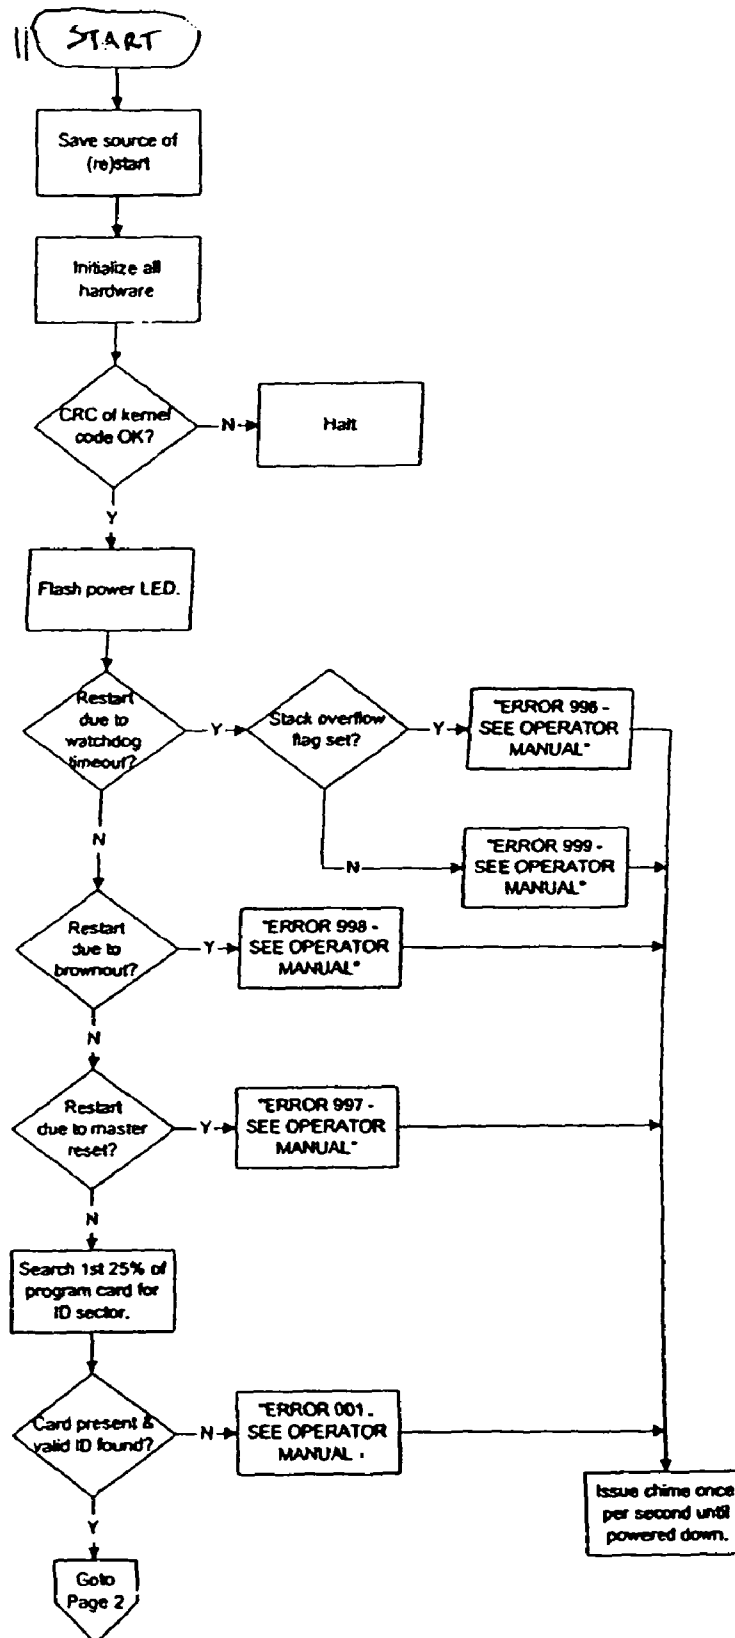 START
Save source of
(re)start
Initialize all
hardware
CRC of kernel
code OK?
N
Halt
Y
Flash power LED.
Restart
due to
watchdog
timeout?
Y
Stack overflow
flag set?
Y
"ERROR 996 -
SEE OPERATOR
MANUAL"
N
N
"ERROR 999 -
SEE OPERATOR
MANUAL"
Restart
due to
brownout?
Y
"ERROR 998 -
SEE OPERATOR
MANUAL"
N
Restart
due to master
reset?
Y
"ERROR 997 -
SEE OPERATOR
MANUAL"
N
Search 1st 25% of
program card for
ID sector.
Card present &
valid ID found?
N
"ERROR 001 -
SEE OPERATOR
MANUAL
Issue chime once
per second until
powered down.
Y
Goto
Page 2